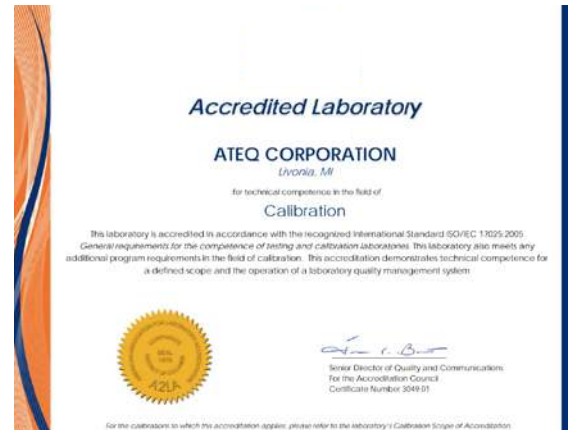 Accredited Laboratory
ATEQ CORPORATION
Livonia, MI
for technical competence in the field of
Calibration
This laboratory is accredited in accordance with the recognized International Standard ISO/IEC 17025:2005
General requirements for the competence of testing and calibration laboratories. This laboratory also meets any
additional program requirements in the field of calibration. This accreditation demonstrates technical competence for
a defined scope and the operation of a laboratory quality management system
SEAL
1978
A2LA
Senior Director of Quality and Communications
For the Accreditation Council
Certificate Number 3049.01
For the calibrations to which this accreditation applies, please refer to the laboratory's Calibration Scope of Accreditation